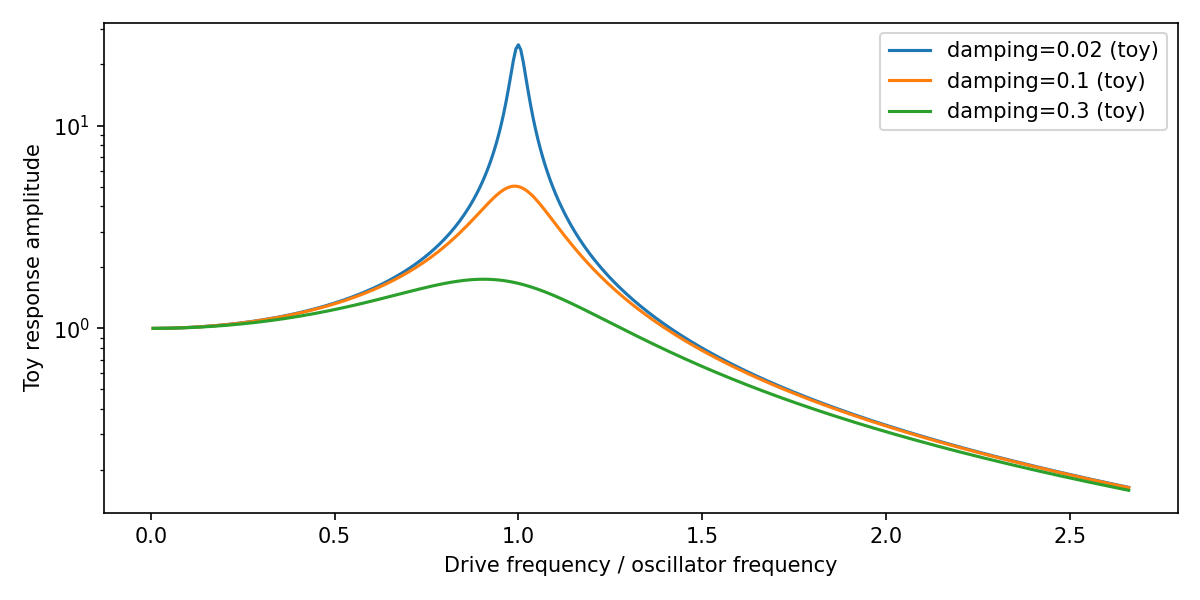 damping=0.02 (toy)
damping=0.1 (toy)
damping=0.3 (toy)
Toy response amplitude
10¹
10⁰
0.0 0.5 1.0 1.5 2.0 2.5
Drive frequency / oscillator frequency